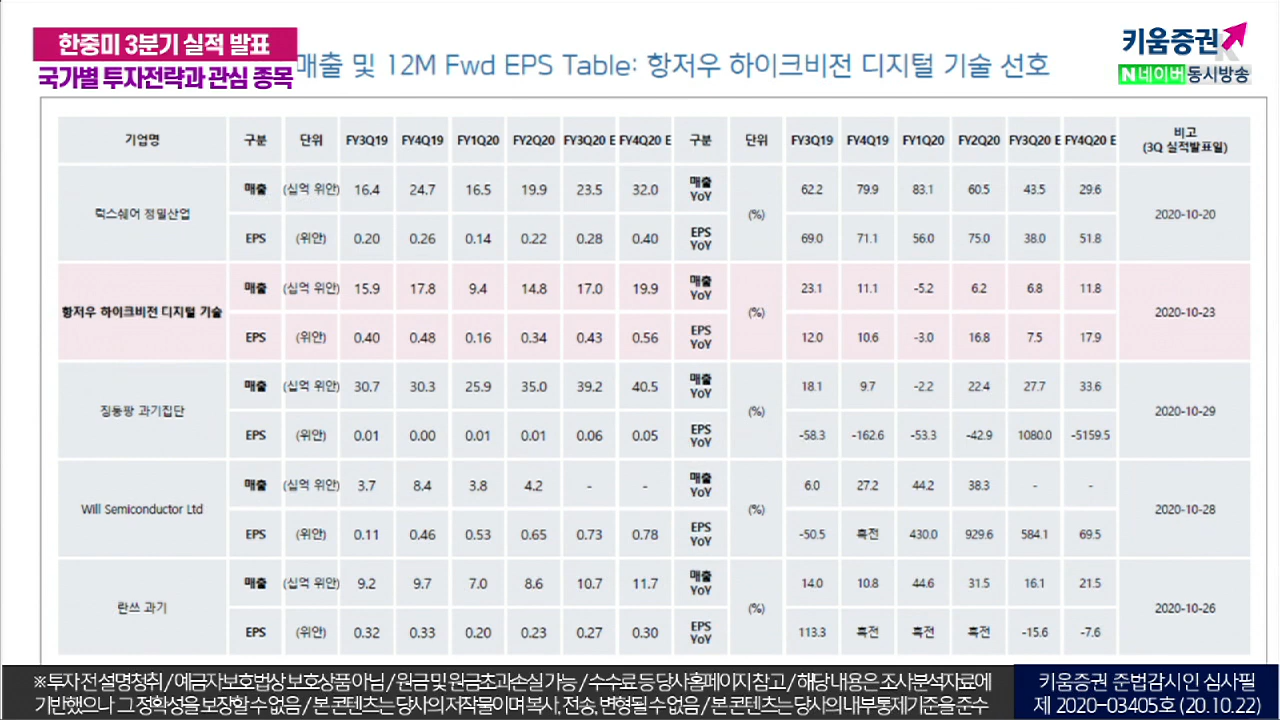 한중미 3분기 실적 발표
국가별 투자전략과 관심 종목
매출 및 12M Fwd EPS Table: 항저우 하이크비전 디지털 기술 선호
키움증권
N 네이버 동시방송
기업명 구분 단위 FY3Q19 FY4Q19 FY1Q20 FY2Q20 FY3Q20 E FY4Q20 E 구분 단위 FY3Q19 FY4Q19 FY1Q20 FY2Q20 FY3Q20 E FY4Q20 E 비고
(3Q 실적발표일)
럭스쉐어 정밀산업 매출 (십억 위안) 16.4 24.7 16.5 19.9 23.5 32.0 매출 YoY (%) 62.2 79.9 83.1 60.5 43.5 29.6 2020-10-20
EPS (위안) 0.20 0.26 0.14 0.22 0.28 0.40 EPS YoY 69.0 71.1 56.0 75.0 38.0 51.8
항저우 하이크비전 디지털 기술 매출 (십억 위안) 15.9 17.8 9.4 14.8 17.0 19.9 매출 YoY (%) 23.1 11.1 -5.2 6.2 6.8 11.8 2020-10-23
EPS (위안) 0.40 0.48 0.16 0.34 0.43 0.56 EPS YoY 12.0 10.6 -3.0 16.8 7.5 17.9
징동팡 과기집단 매출 (십억 위안) 30.7 30.3 25.9 35.0 39.2 40.5 매출 YoY (%) 18.1 9.7 -2.2 22.4 27.7 33.6 2020-10-29
EPS (위안) 0.01 0.00 0.01 0.01 0.06 0.05 EPS YoY -58.3 -162.6 -53.3 -42.9 1080.0 -5159.5
Will Semiconductor Ltd 매출 (십억 위안) 3.7 8.4 3.8 4.2 - - 매출 YoY (%) 6.0 27.2 44.2 38.3 - - 2020-10-28
EPS (위안) 0.11 0.46 0.53 0.65 0.73 0.78 EPS YoY -50.5 흑전 430.0 929.6 584.1 69.5
란쓰 과기 매출 (십억 위안) 9.2 9.7 7.0 8.6 10.7 11.7 매출 YoY (%) 14.0 10.8 44.6 31.5 16.1 21.5 2020-10-26
EPS (위안) 0.32 0.33 0.20 0.23 0.27 0.30 EPS YoY 113.3 흑전 흑전 흑전 -15.6 -7.6
※ 투자 전 설명청취 / 예금자보호법상 보호상품 아님 / 원금 및 원금초과손실 가능 / 수수료 등 당사홈페이지 참고 / 해당 내용은 조사분석자료에
기반했으나 그 정확성을 보장할 수 없음 / 본 콘텐츠는 당사의 저작물이며 복사, 전송, 변형될 수 없음 / 본 콘텐츠는 당사의 내부통제기준을 준수
키움증권 준법감시인 심사필
제 2020-03405호 (20.10.22)